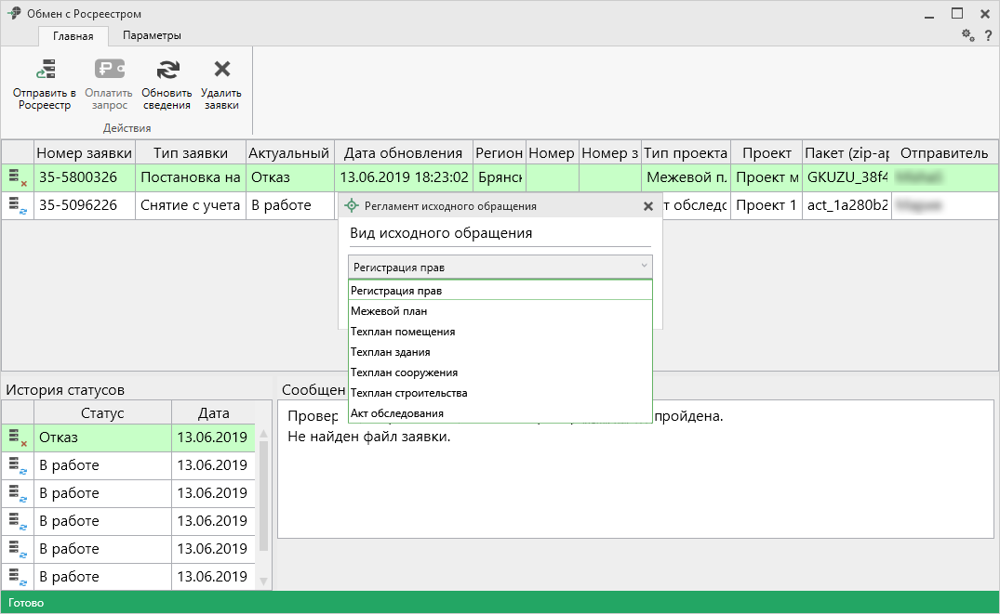 Обмен с Росреестром
Главная
Параметры
?
Отправить в Росреестр
Оплатить запрос
Обновить сведения
Удалить заявки
Действия
Номер заявки Тип заявки Актуальный Дата обновления Регион Номер Номер з Тип проекта Проект Пакет (zip-ар Отправитель
35-5800326 Постановка на Отказ 13.06.2019 18:23:02 Брянск Межевой п. Проект м GKUZU_38f4
35-5096226 Снятие с учета В работе т обследс Проект 1 act_1a280b2
Регламент исходного обращения
Вид исходного обращения
Регистрация прав
Регистрация прав
Межевой план
Техплан помещения
Техплан здания
Техплан сооружения
Техплан строительства
Акт обследования
История статусов
Статус Дата
Отказ 13.06.2019
В работе 13.06.2019
В работе 13.06.2019
В работе 13.06.2019
В работе 13.06.2019
В работе 13.06.2019
Сообщен
Провер пройдена.
Не найден файл заявки.
Готово